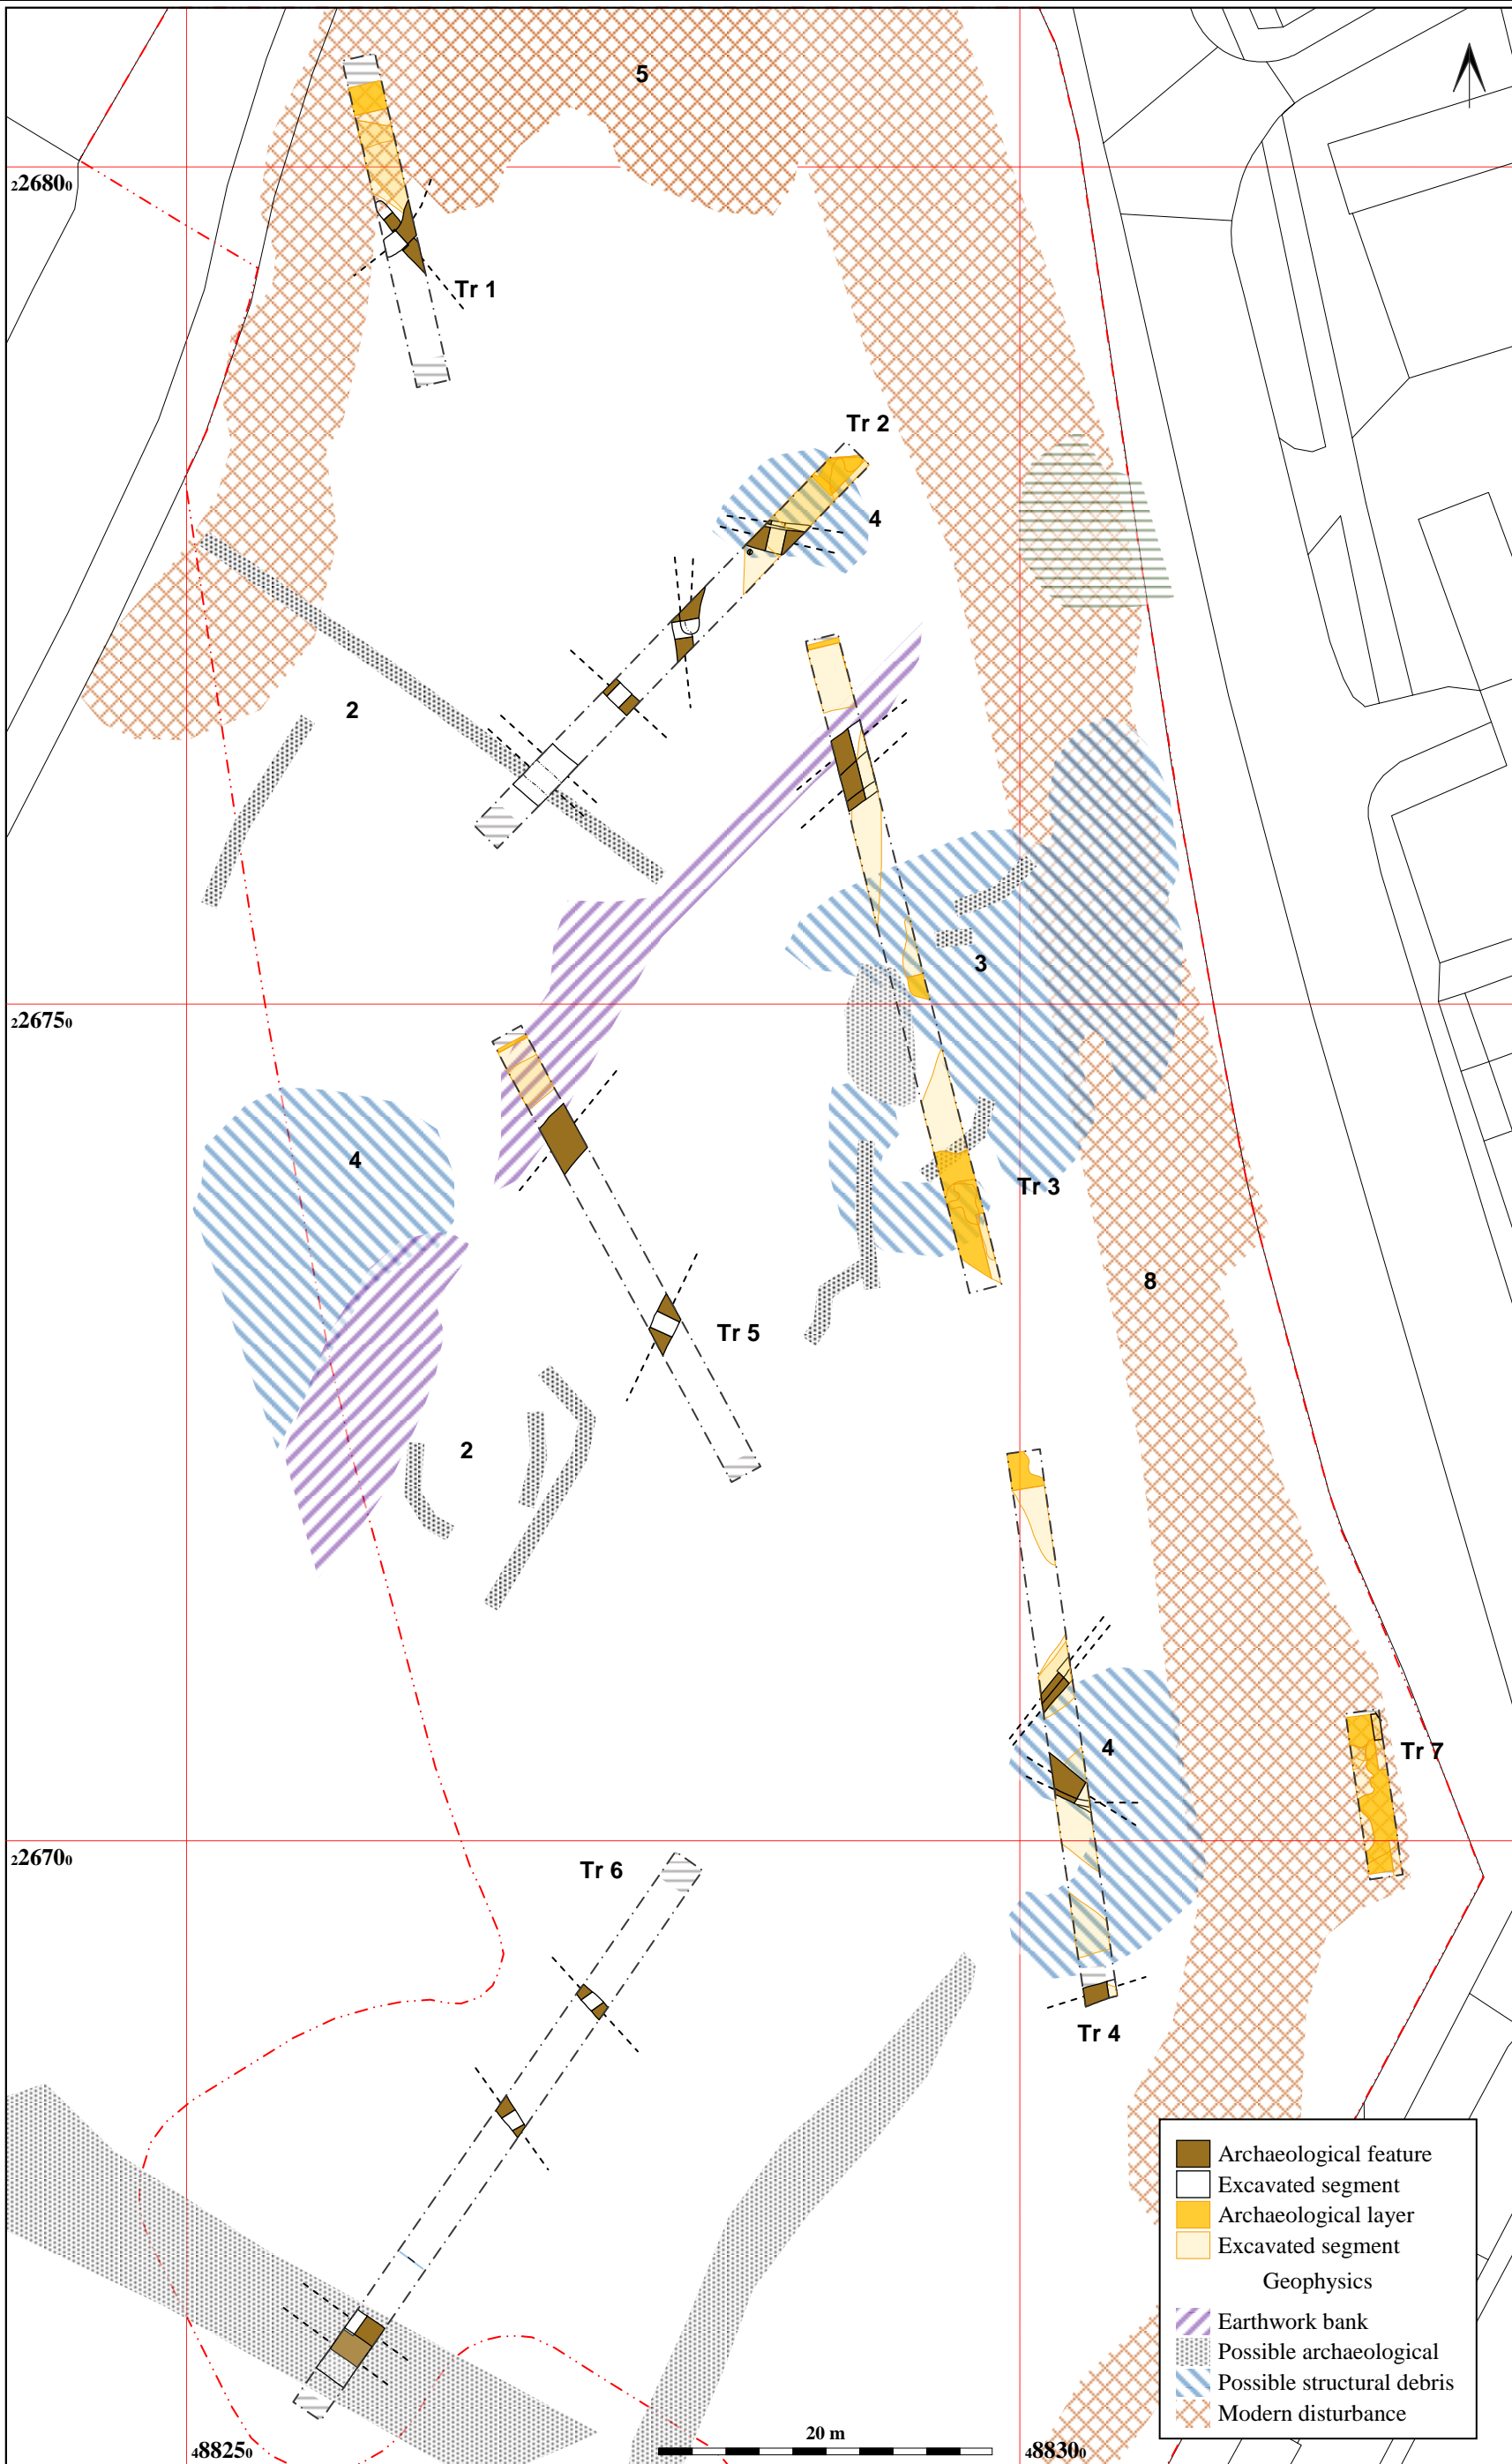 5
226800
Tr 1
Tr 2
4
2
3
226750
4
Tr 3
8
Tr 5
2
4
Tr 7
226700
Tr 6
Tr 4
Archaeological feature
Excavated segment
Archaeological layer
Excavated segment
Geophysics
Earthwork bank
Possible archaeological
Possible structural debris
Modern disturbance
20 m
488250
488300